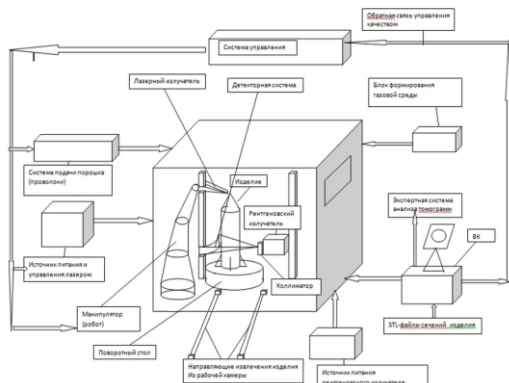 Обратная связь управления
качеством
Система управления
Лазерный излучатель
Детекторная система
Блок формирования
газовой среды
Система подачи порошка
(проволоки)
Изделие
Экспертная система
анализа томограмм
Рентгеновский
излучатель
ВК
Источник питания и
управления лазером
Коллиматор
Манипулятор
(робот)
STL-файлы сечений изделия
Поворотный стол
Направляющие извлечения изделия
Из рабочей камеры
Источник питания
рентгеновского излучателя